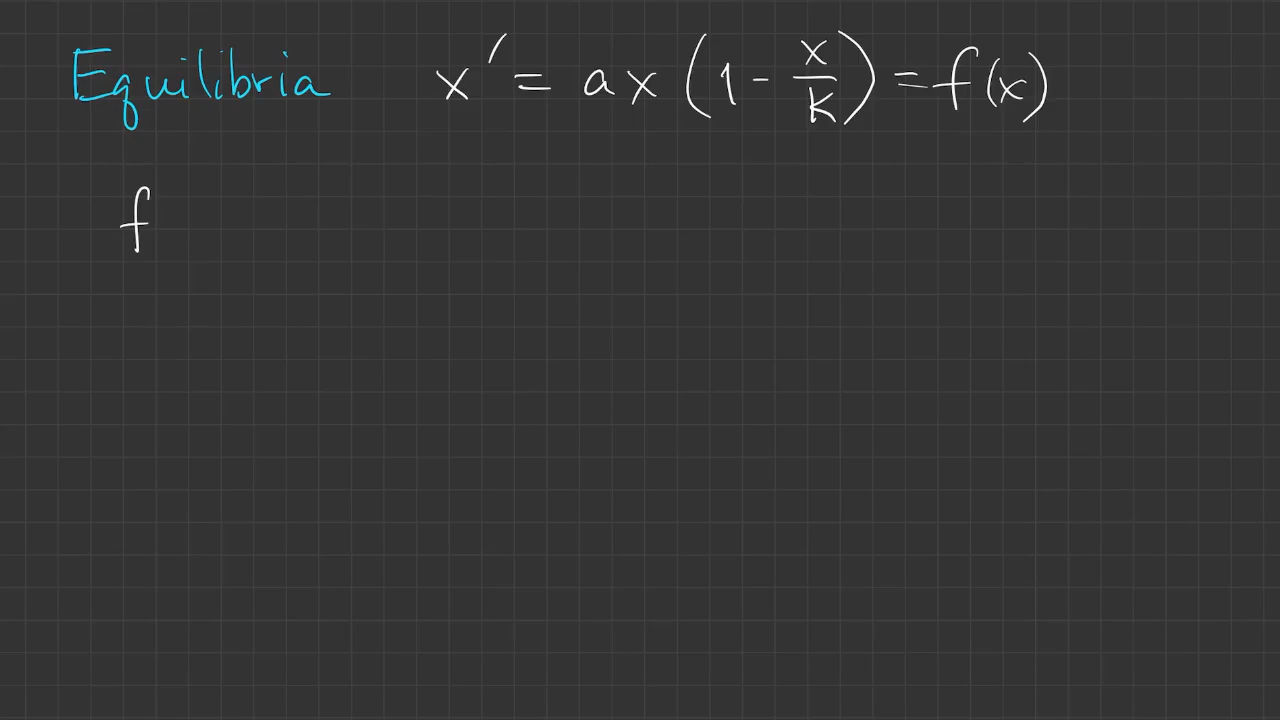 Equilibria x' = ax(1 - x/k) = f(x)
f